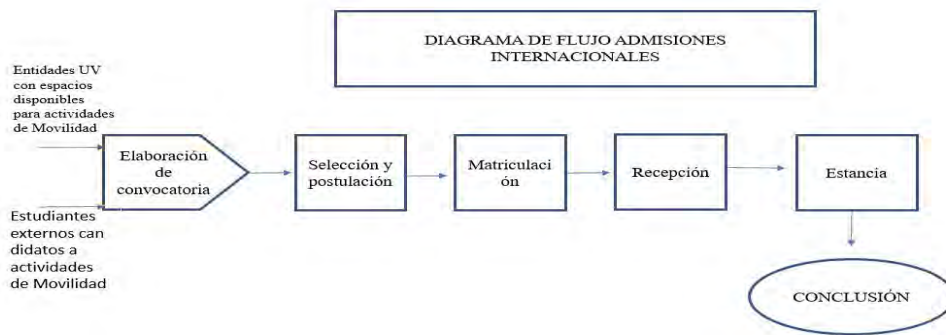 DIAGRAMA DE FLUJO ADMISIONES
INTERNACIONALES
Entidades UV
con espacios
disponibles
para actividades
de Movilidad
Elaboración
de
convocatoria
Selección y
postulación
Matriculaci
ón
Recepción
Estancia
Estudiantes
externos can
didatos a
actividades
de Movilidad
CONCLUSIÓN